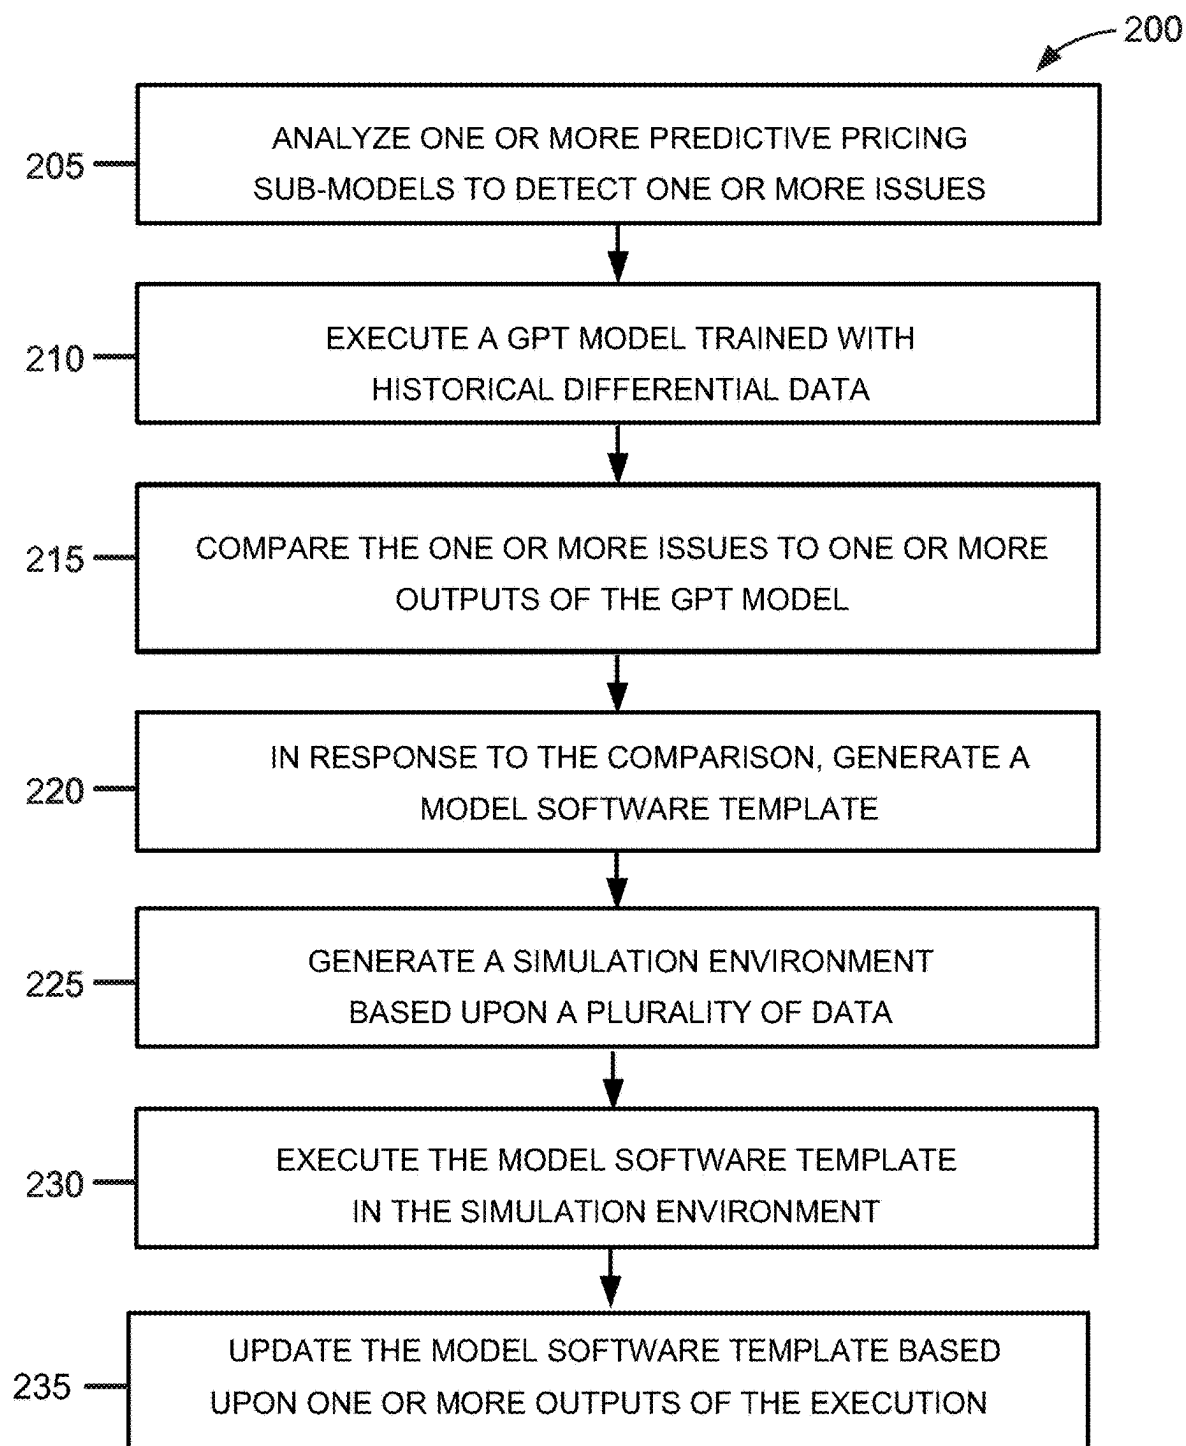 200
205
ANALYZE ONE OR MORE PREDICTIVE PRICING
SUB-MODELS TO DETECT ONE OR MORE ISSUES
210
EXECUTE A GPT MODEL TRAINED WITH
HISTORICAL DIFFERENTIAL DATA
215
COMPARE THE ONE OR MORE ISSUES TO ONE OR MORE
OUTPUTS OF THE GPT MODEL
220
IN RESPONSE TO THE COMPARISON, GENERATE A
MODEL SOFTWARE TEMPLATE
225
GENERATE A SIMULATION ENVIRONMENT
BASED UPON A PLURALITY OF DATA
230
EXECUTE THE MODEL SOFTWARE TEMPLATE
IN THE SIMULATION ENVIRONMENT
235
UPDATE THE MODEL SOFTWARE TEMPLATE BASED
UPON ONE OR MORE OUTPUTS OF THE EXECUTION